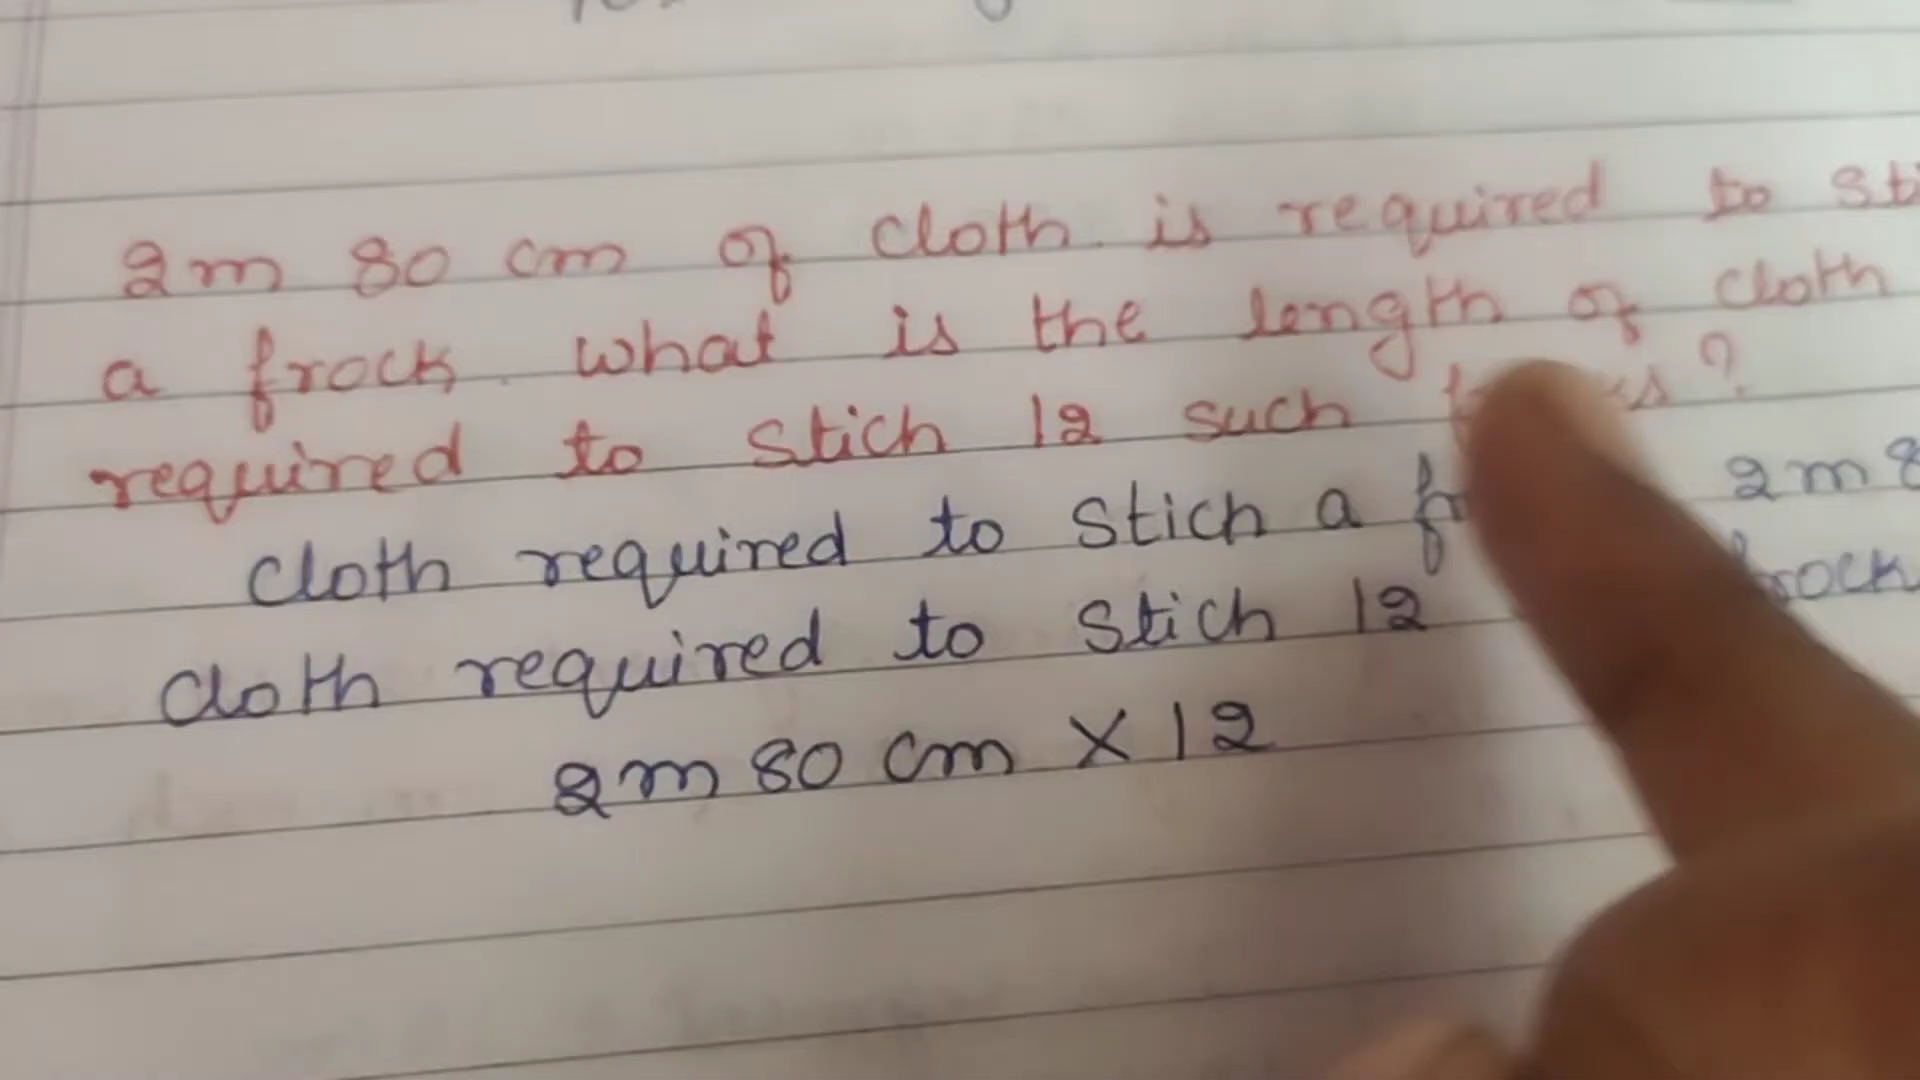 2m 80 cm of cloth is required to
a frock. what is the length of cloth
required to stich 12 such ?
cloth required to stich a 2m
cloth required to stich 12
2m 80 cm X 12